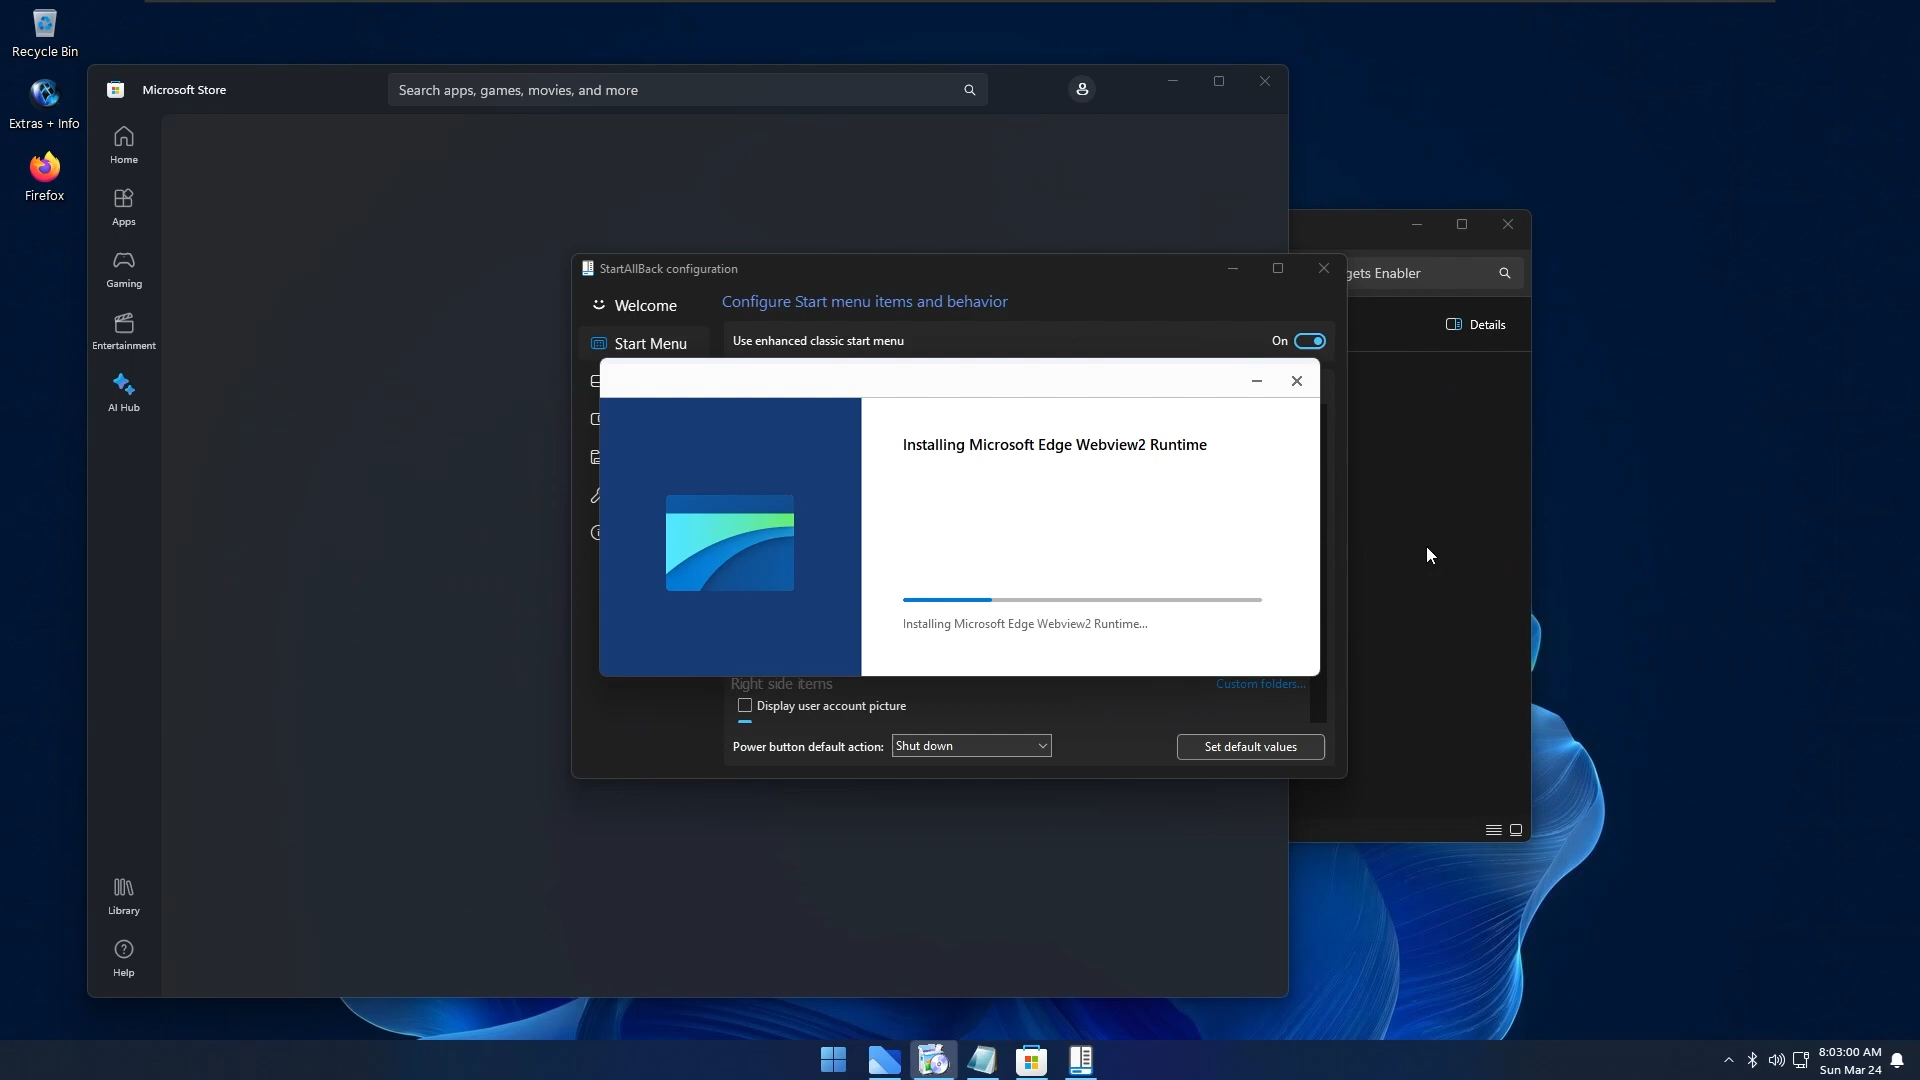 Recycle Bin
Extras + Info
Firefox
Microsoft Store
Search apps, games, movies, and more
Home
Apps
Gaming
Entertainment
AI Hub
Library
Help
gets Enabler
Details
StartAllBack configuration
Welcome
Start Menu
Configure Start menu items and behavior
Use enhanced classic start menu
On
Installing Microsoft Edge Webview2 Runtime
Installing Microsoft Edge Webview2 Runtime...
Right side items
Custom folders...
Display user account picture
Power button default action:
Shut down
Set default values
8:03:00 AM
Sun Mar 24